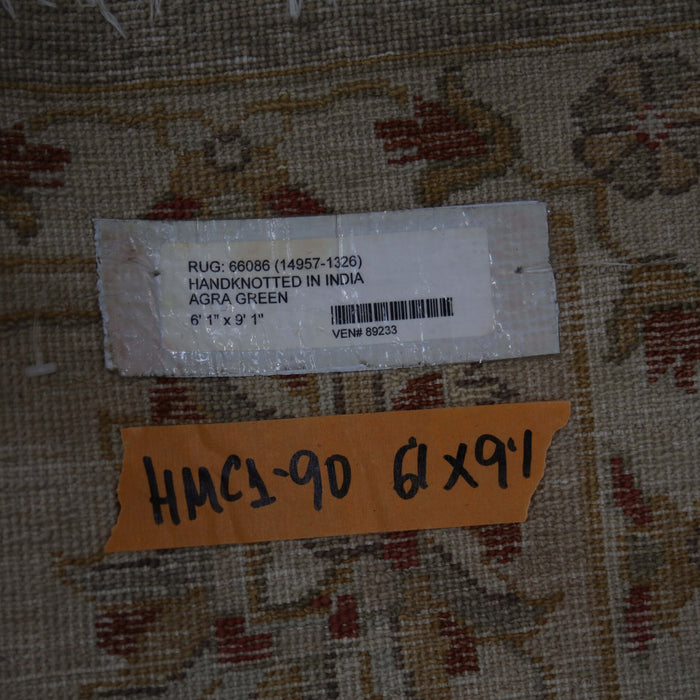 RUG: 66086 (14957-1326)
HANDKNOTTED IN INDIA
AGRA GREEN
6' 1" x 9' 1"
VEN# 89233
HMC1-90 6'1 X 9'1